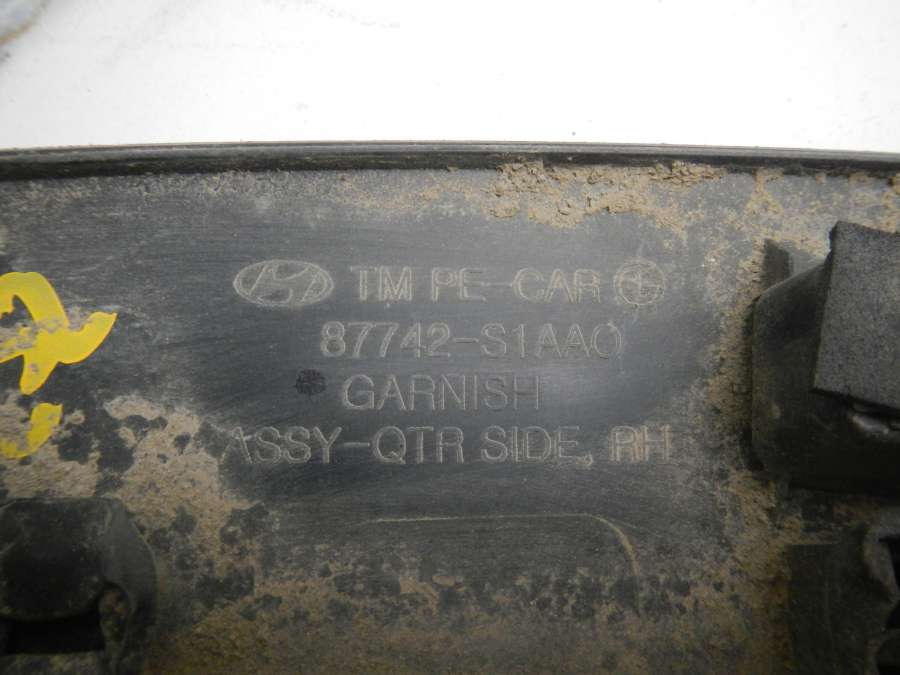 TM PE-CAR
87742-S1AA0
GARNISH
ASSY-QTR SIDE, RH